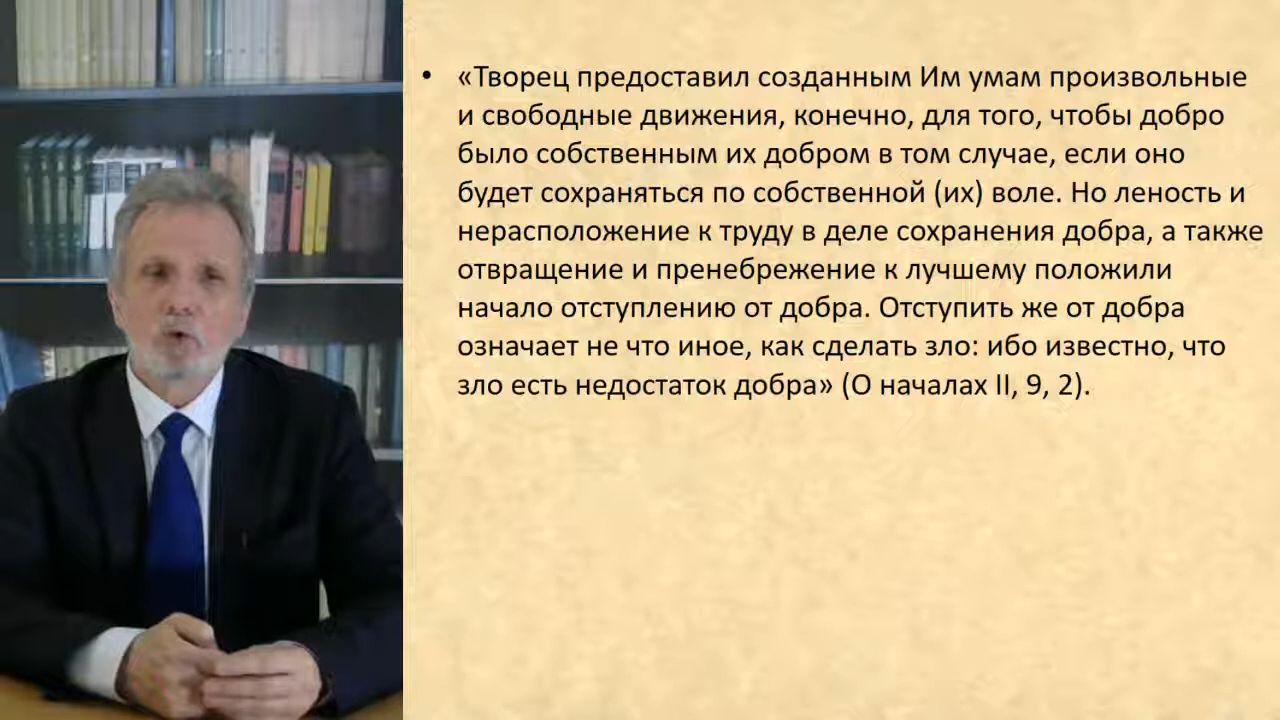 • «Творец предоставил созданным Им умам произвольные
и свободные движения, конечно, для того, чтобы добро
было собственным их добром в том случае, если оно
будет сохраняться по собственной (их) воле. Но леность и
нерасположение к труду в деле сохранения добра, а также
отвращение и пренебрежение к лучшему положили
начало отступлению от добра. Отступить же от добра
означает не что иное, как сделать зло: ибо известно, что
зло есть недостаток добра» (О началах II, 9, 2).